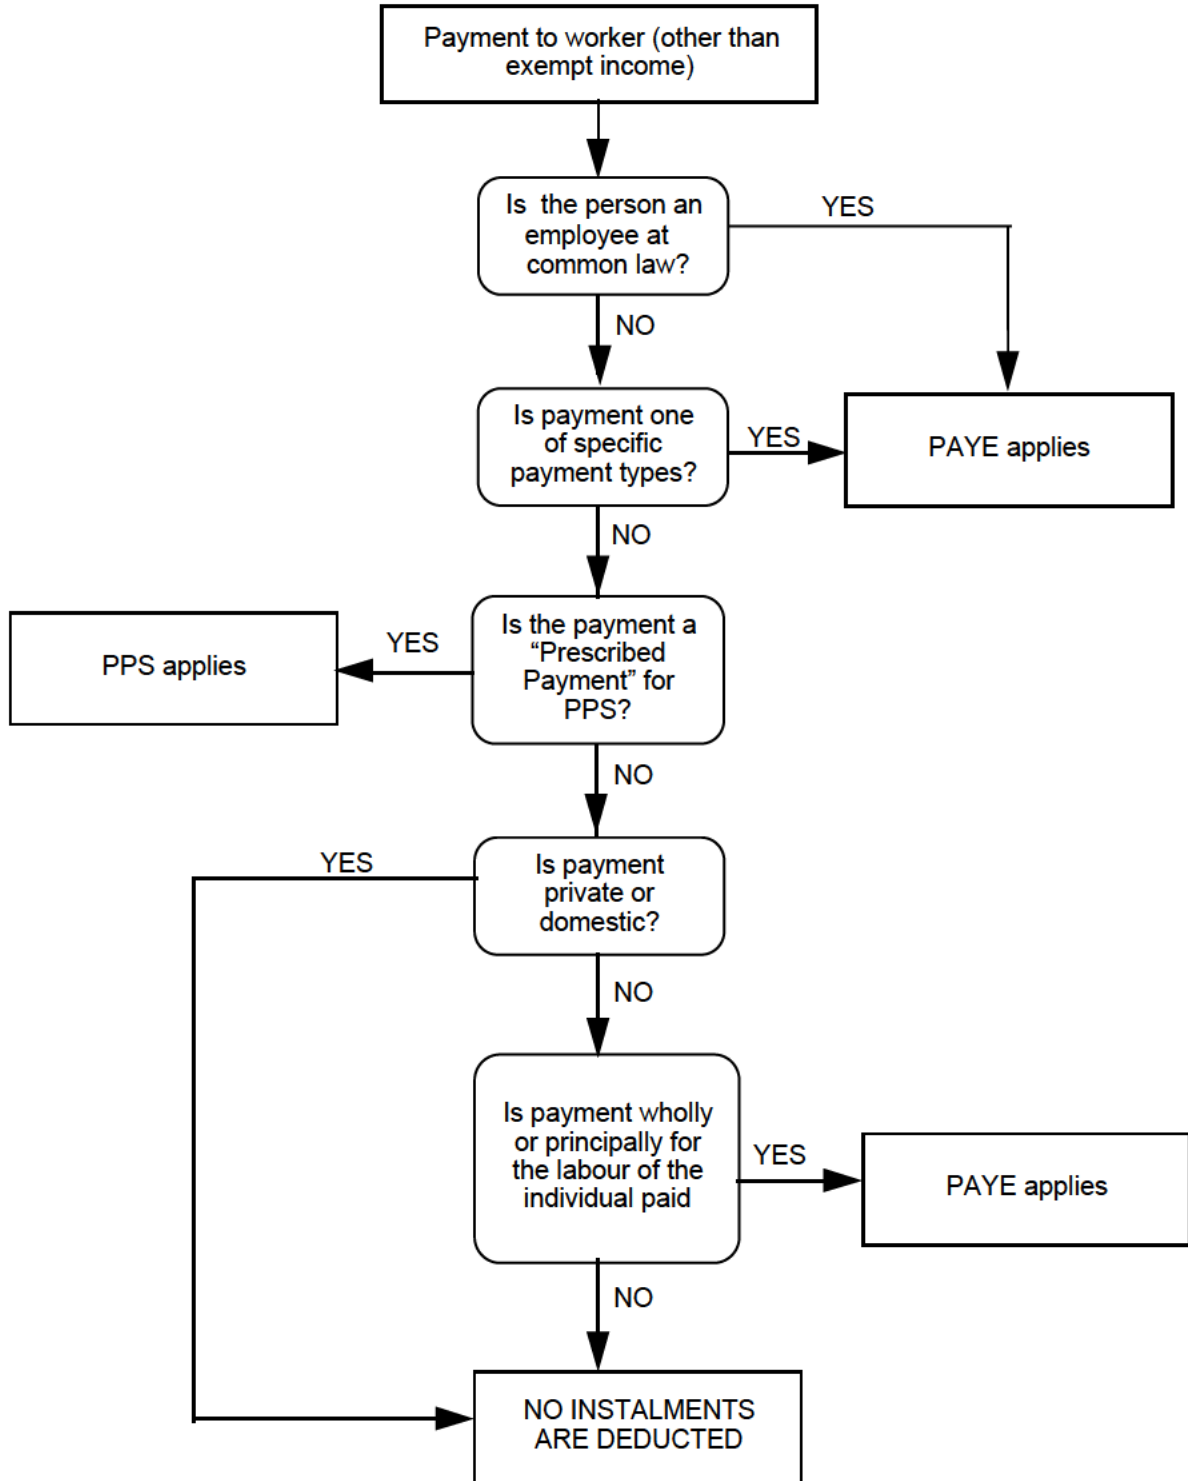 Payment to worker (other than
exempt income)
Is the person an
employee at
common law?
YES
NO
Is payment one
of specific
payment types?
YES
PAYE applies
NO
Is the payment a
“Prescribed
Payment” for
PPS?
YES
PPS applies
NO
YES
Is payment
private or
domestic?
NO
Is payment wholly
or principally for
the labour of the
individual paid
YES
PAYE applies
NO
NO INSTALMENTS
ARE DEDUCTED